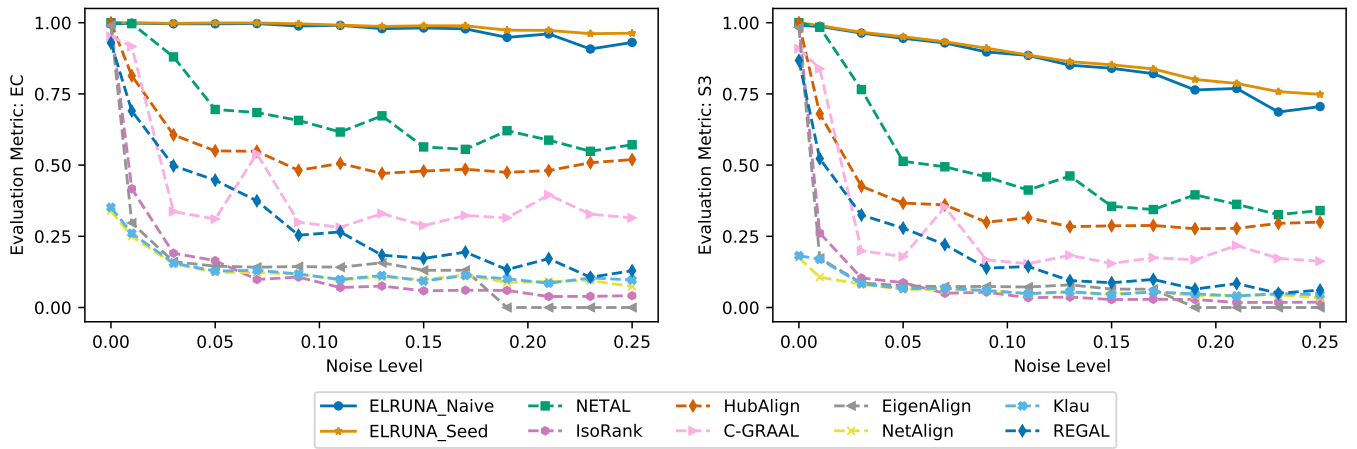 1.00
0.75
0.50
0.25
0.00
Evaluation Metric: EC
0.00 0.05 0.10 0.15 0.20 0.25
Noise Level
1.00
0.75
0.50
0.25
0.00
Evaluation Metric: S3
0.00 0.05 0.10 0.15 0.20 0.25
Noise Level
ELRUNA_Naive NETAL HubAlign EigenAlign Klau
ELRUNA_Seed IsoRank C-GRAAL NetAlign REGAL